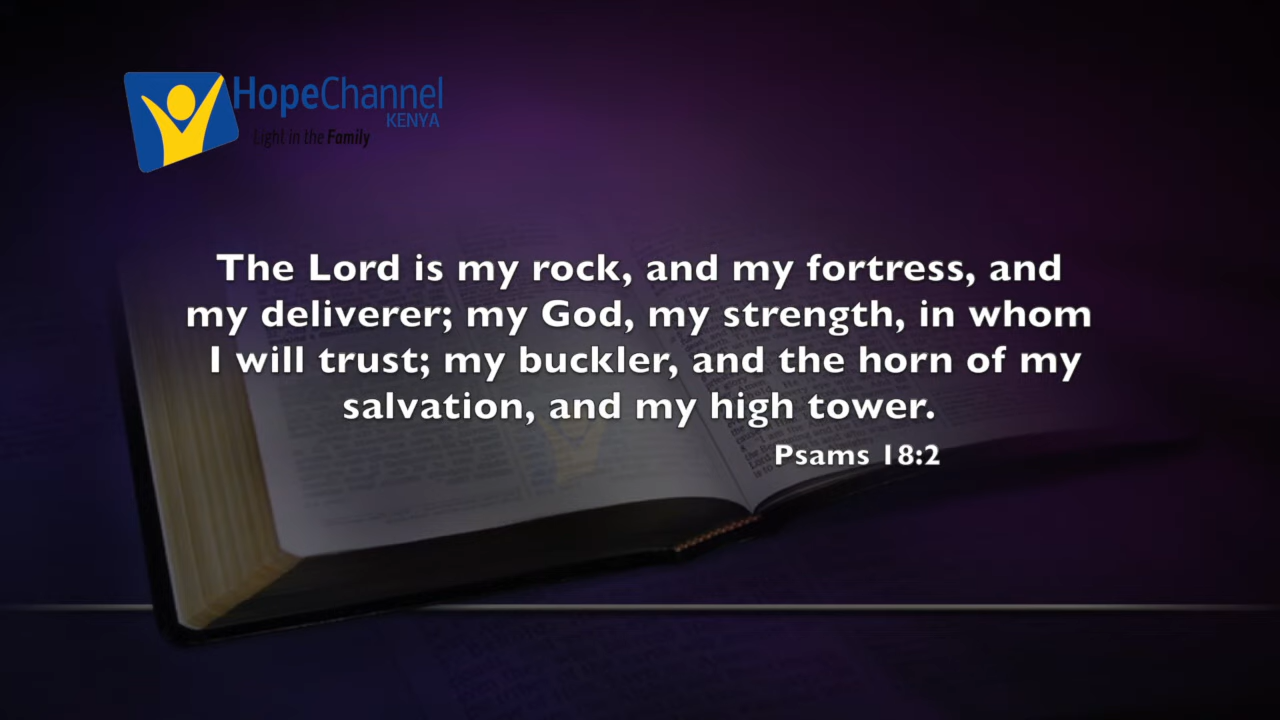 HopeChannel
KENYA
Light in the Family
The Lord is my rock, and my fortress, and
my deliverer; my God, my strength, in whom
I will trust; my buckler, and the horn of my
salvation, and my high tower.
Psams 18:2